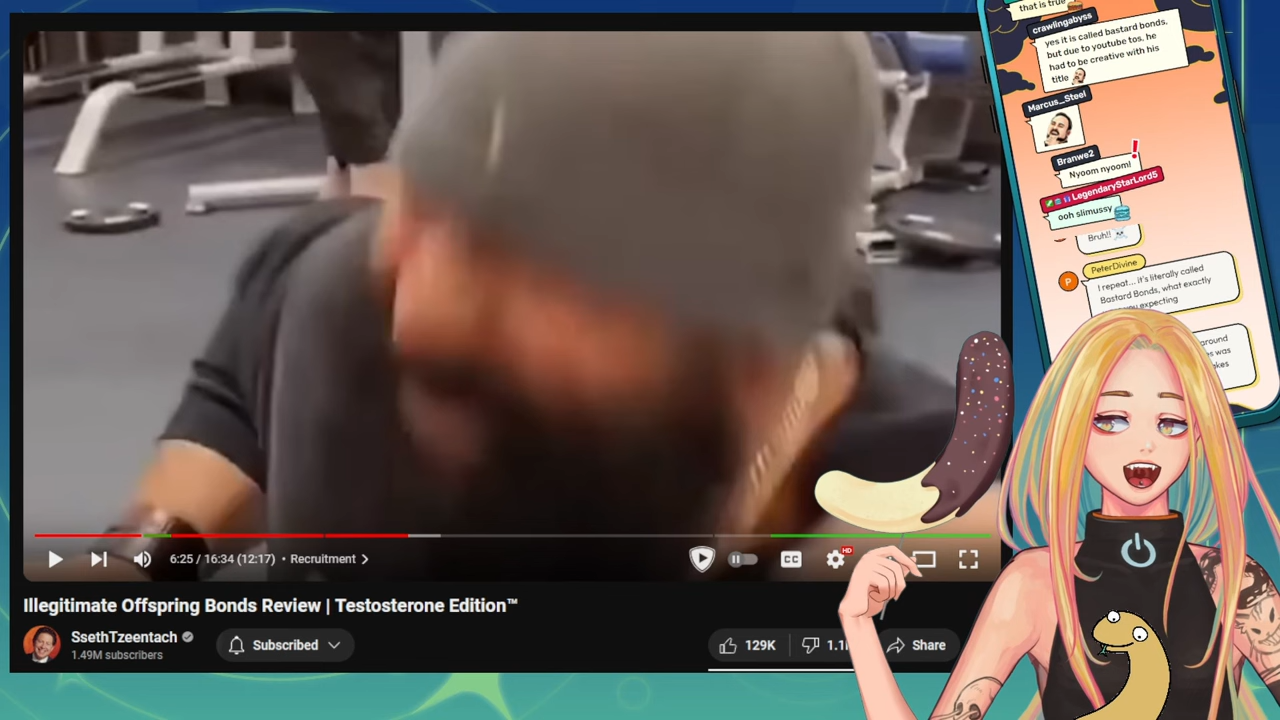 6:25 / 16:34 (12:17) • Recruitment
CC
HD
Illegitimate Offspring Bonds Review | Testosterone Edition™
SsethTzeentach
1.49M subscribers
Subscribed
129K
Share
that is true
crawlingabyss
yes it is called bastard bonds.
but due to youtube tos, he
had to be creative with his
title
Marcus_Steel
Branwe2
Nyoom nyoom!
LegendaryStarLord5
ooh slimussy
Bruh!!
P
PeterDivine
I repeat... it's literally called
Bastard Bonds, what exactly
expecting